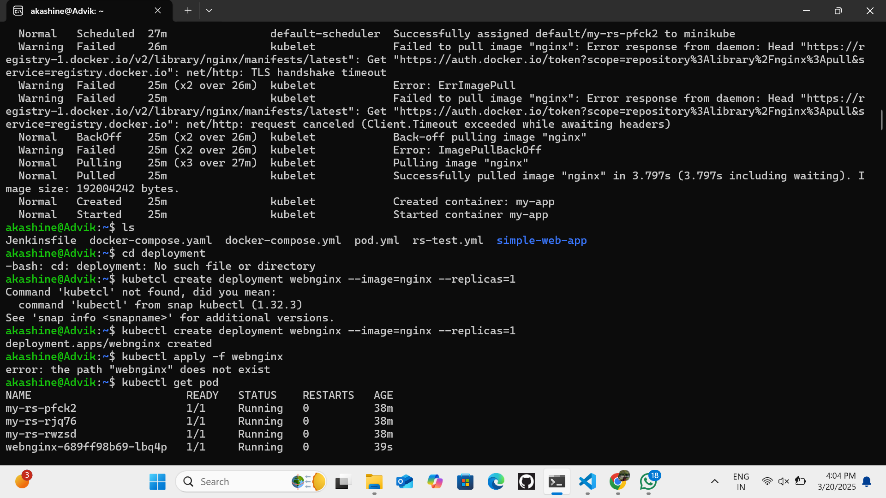 akashine@Advik: ~
Normal Scheduled 27m default-scheduler Successfully assigned default/my-rs-pfck2 to minikube
Warning Failed 26m kubelet Failed to pull image "nginx": Error response from daemon: Head "https://r
egistry-1.docker.io/v2/library/nginx/manifests/latest": Get "https://auth.docker.io/token?scope=repository%3Alibrary%2Fnginx%3Apull&s
ervice=registry.docker.io": net/http: TLS handshake timeout
Warning Failed 25m (x2 over 26m) kubelet Error: ErrImagePull
Warning Failed 25m kubelet Failed to pull image "nginx": Error response from daemon: Head "https://r
egistry-1.docker.io/v2/library/nginx/manifests/latest": Get "https://auth.docker.io/token?scope=repository%3Alibrary%2Fnginx%3Apull&s
ervice=registry.docker.io": net/http: request canceled (Client.Timeout exceeded while awaiting headers)
Normal BackOff 25m (x2 over 26m) kubelet Back-off pulling image "nginx"
Warning Failed 25m (x2 over 26m) kubelet Error: ImagePullBackOff
Normal Pulling 25m (x3 over 27m) kubelet Pulling image "nginx"
Normal Pulled 25m kubelet Successfully pulled image "nginx" in 3.797s (3.797s including waiting). I
mage size: 192004242 bytes.
Normal Created 25m kubelet Created container: my-app
Normal Started 25m kubelet Started container my-app
akashine@Advik:~$ ls
Jenkinsfile docker-compose.yaml docker-compose.yml pod.yml rs-test.yml simple-web-app
akashine@Advik:~$ cd deployment
-bash: cd: deployment: No such file or directory
akashine@Advik:~$ kubetcl create deployment webnginx --image=nginx --replicas=1
Command 'kubetcl' not found, did you mean:
command 'kubectl' from snap kubectl (1.32.3)
See 'snap info <snapname>' for additional versions.
akashine@Advik:~$ kubectl create deployment webnginx --image=nginx --replicas=1
deployment.apps/webnginx created
akashine@Advik:~$ kubectl apply -f webnginx
error: the path "webnginx" does not exist
akashine@Advik:~$ kubectl get pod
NAME READY STATUS RESTARTS AGE
my-rs-pfck2 1/1 Running 0 38m
my-rs-rjq76 1/1 Running 0 38m
my-rs-rwzsd 1/1 Running 0 38m
webnginx-689ff98b69-lbq4p 1/1 Running 0 39s
3
Search
18
ENG
IN
4:04 PM
3/20/2025